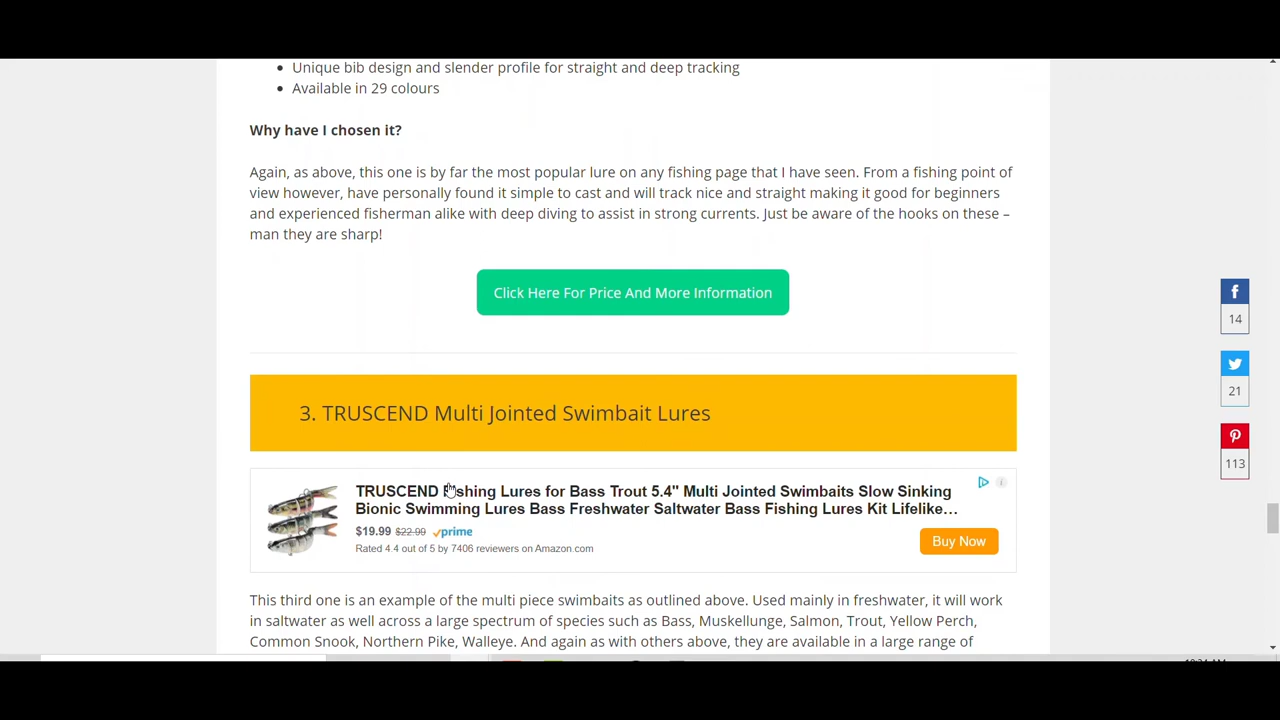 Unique bib design and slender profile for straight and deep tracking
Available in 29 colours
Why have I chosen it?
Again, as above, this one is by far the most popular lure on any fishing page that I have seen. From a fishing point of
view however, have personally found it simple to cast and will track nice and straight making it good for beginners
and experienced fisherman alike with deep diving to assist in strong currents. Just be aware of the hooks on these –
man they are sharp!
Click Here For Price And More Information
f
14
21
113
3. TRUSCEND Multi Jointed Swimbait Lures
TRUSCEND Fishing Lures for Bass Trout 5.4" Multi Jointed Swimbaits Slow Sinking
Bionic Swimming Lures Bass Freshwater Saltwater Bass Fishing Lures Kit Lifelike...
$19.99 $22.99 prime
Rated 4.4 out of 5 by 7406 reviewers on Amazon.com
Buy Now
This third one is an example of the multi piece swimbaits as outlined above. Used mainly in freshwater, it will work
in saltwater as well across a large spectrum of species such as Bass, Muskellunge, Salmon, Trout, Yellow Perch,
Common Snook, Northern Pike, Walleye. And again as with others above, they are available in a large range of